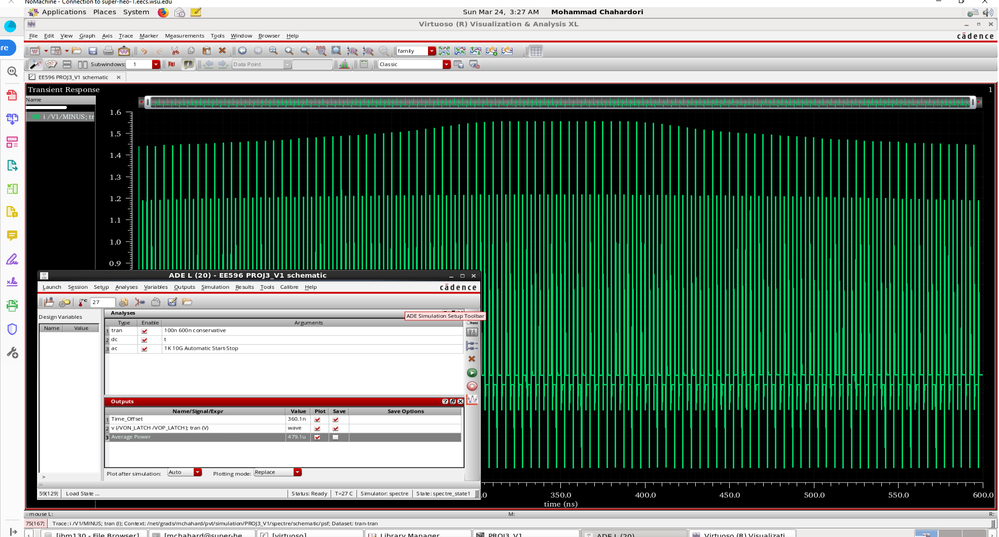 NoMachine - Connection to super-heo-1.eecs.wsu.edu
Applications Places System
Sun Mar 24, 3:27 AM Mohammad Chahardori
Virtuoso (R) Visualization & Analysis XL
File Edit View Graph Axis Trace Marker Measurements Tools Window Browser Help
cādence
re
family
Subwindows: 1
Data Point
Classic
EE596 PROJ3_V1 schematic
Transient Response
1
Name
i /V1/MINUS; tr
1.6
1.5
1.4
1.3
1.2
1.1
1.0
0.9
ADE L (20) - EE596 PROJ3_V1 schematic
Launch Session Setup Analyses Variables Outputs Simulation Results Tools Calibre Help
cādence
°C 27
Design Variables
Name Value
Analyses
ADE Simulation Setup Toolbar
Type Enable Arguments
Trans
1 tran 100n 600n conservative
2 dc t
3 ac 1K 10G Automatic Start-Stop
Outputs
Name/Signal/Expr Value Plot Save Save Options
1 Time_Offset 360.1n
2 v (/VON_LATCH /VOP_LATCH); tran (V) wave
3 Average Power 479.1u
>
Plot after simulation: Auto Plotting mode: Replace
59(129) Load State ... Status: Ready T=27 C Simulator: spectre State: spectre_state1
.0 350.0 400.0 450.0 500.0 550.0 600.0
time (ns)
mouse L: M: R:
75(167) Trace: i /V1/MINUS; tran (I); Context: /net/grads/mchahard/pvt/simulation/PROJ3_V1/spectre/schematic/psf; Dataset: tran-tran
[ibm130 - File Browser] [mchahard@super-he... [virtuoso] Library Manager PROJ3_V1 ADE L (20) Virtuoso (R) Visualizati...